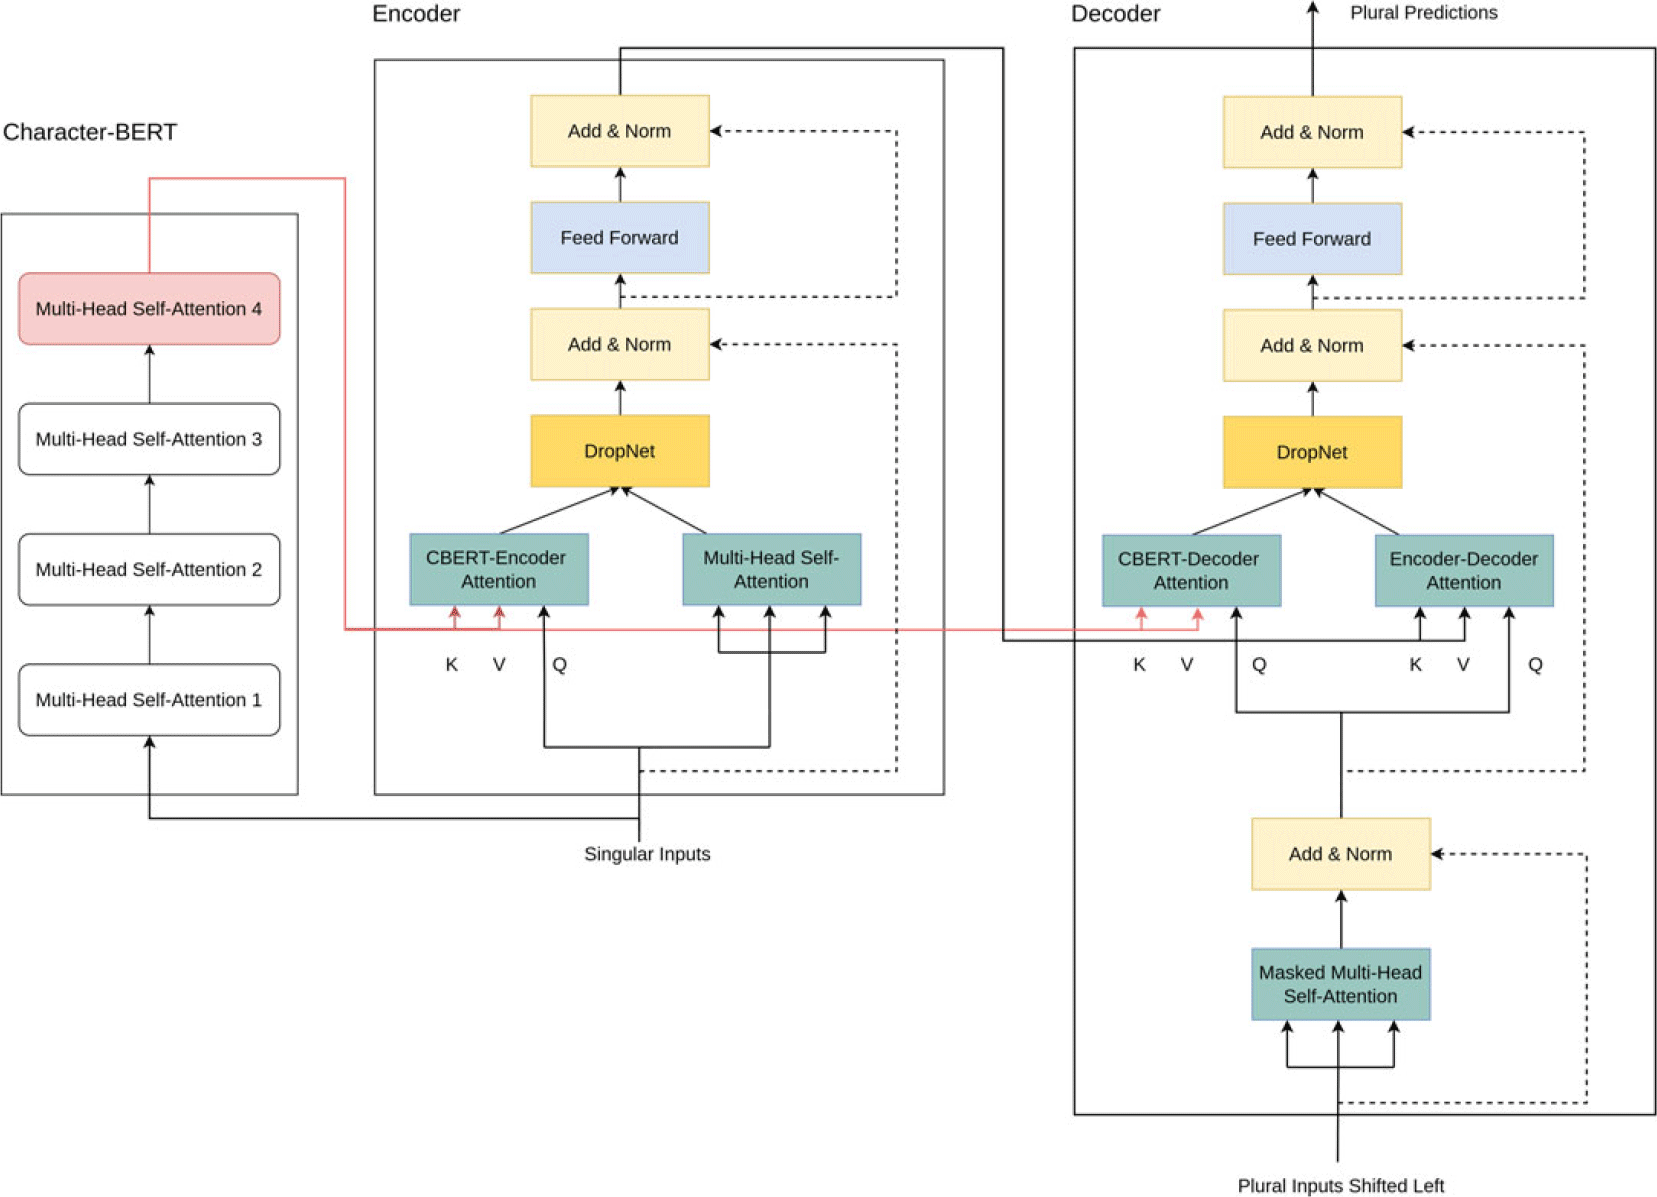 Character-BERT
Multi-Head Self-Attention 4
Multi-Head Self-Attention 3
Multi-Head Self-Attention 2
Multi-Head Self-Attention 1
Encoder
Add & Norm
Feed Forward
Add & Norm
DropNet
CBERT-Encoder
Attention
Multi-Head Self-
Attention
K V Q
Singular Inputs
Decoder
Plural Predictions
Add & Norm
Feed Forward
Add & Norm
DropNet
CBERT-Decoder
Attention
Encoder-Decoder
Attention
K V Q
K V Q
Add & Norm
Masked Multi-Head
Self-Attention
Plural Inputs Shifted Left